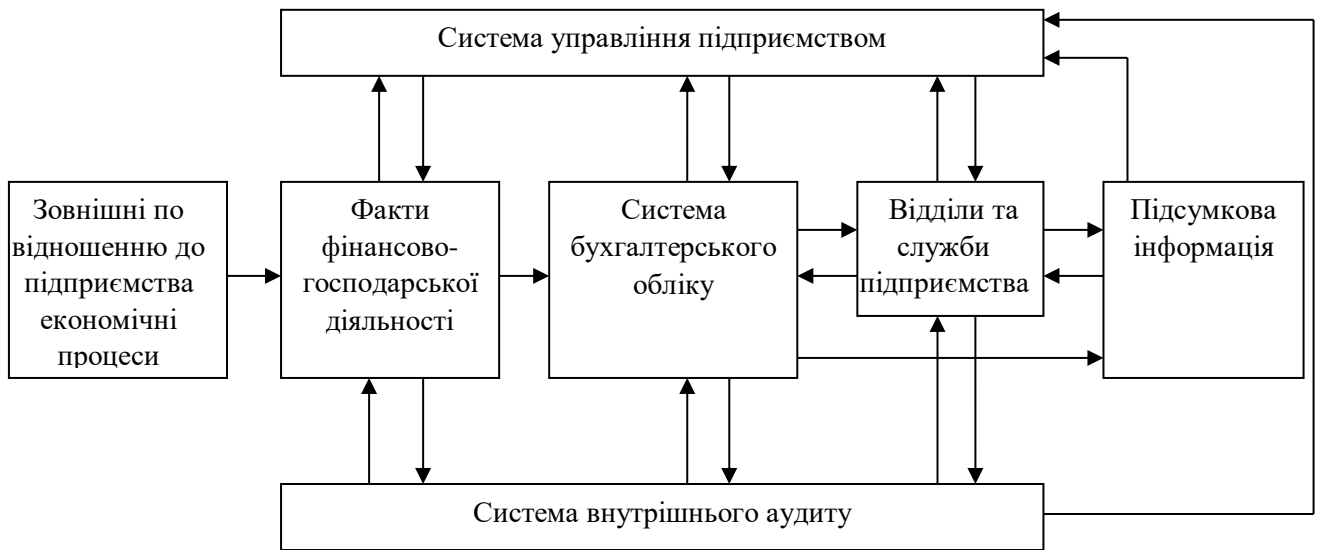 Система управління підприємством
Зовнішні по
відношенню до
підприємства
економічні
процеси
Факти
фінансово-
господарської
діяльності
Система
бухгалтерського
обліку
Відділи та
служби
підприємства
Підсумкова
інформація
Система внутрішнього аудиту